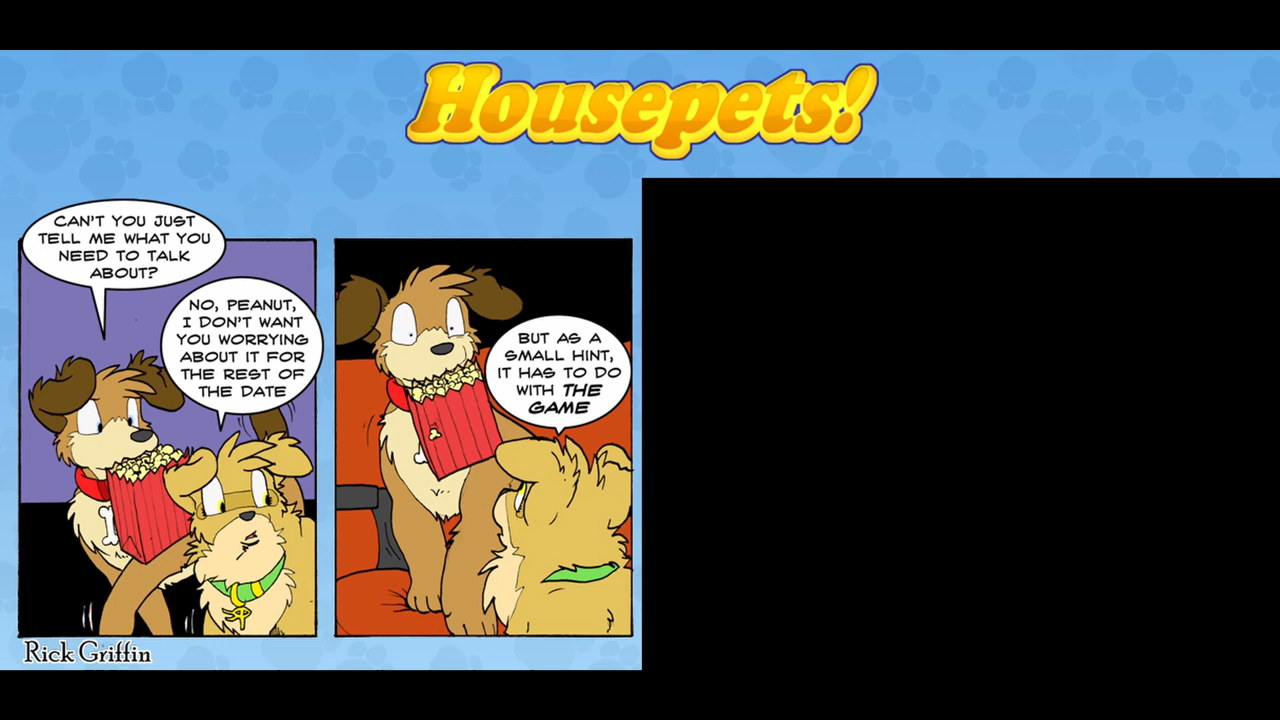 Housepets!
CAN'T YOU JUST
TELL ME WHAT YOU
NEED TO TALK
ABOUT?
NO, PEANUT,
I DON'T WANT
YOU WORRYING
ABOUT IT FOR
THE REST OF
THE DATE
BUT AS A
SMALL HINT,
IT HAS TO DO
WITH THE
GAME
Rick Griffin